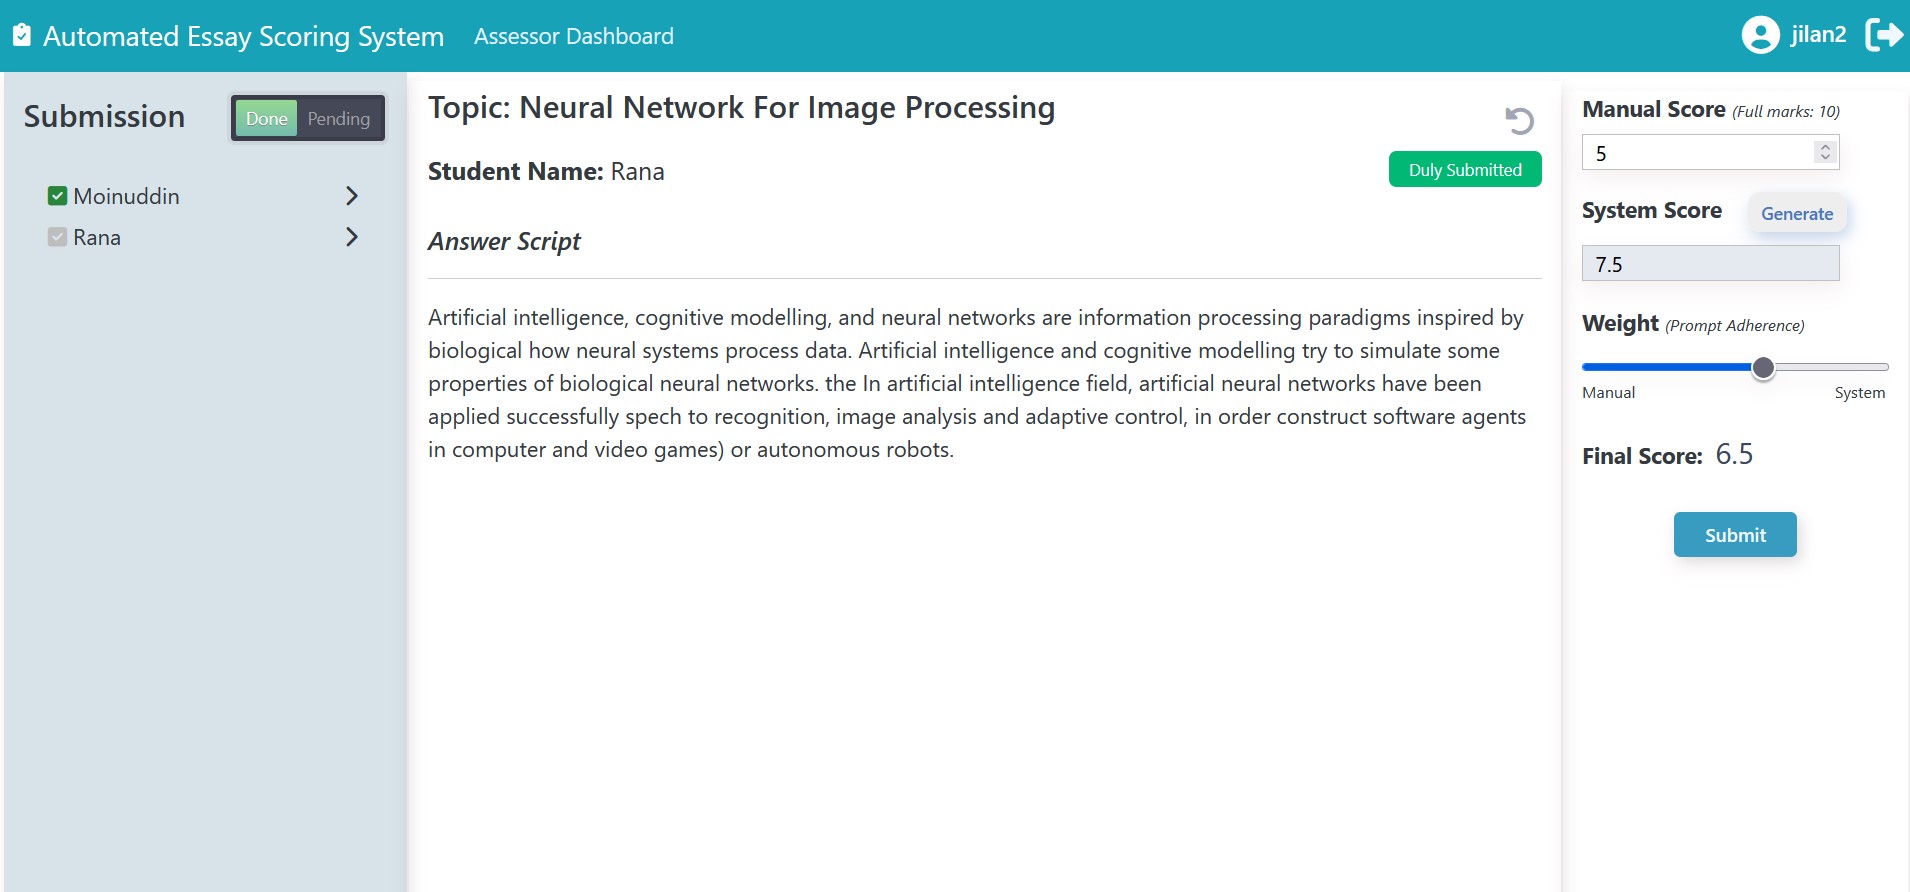 Automated Essay Scoring System Assessor Dashboard jilan2
Submission Done Pending
Moinuddin
Rana
Topic: Neural Network For Image Processing
Student Name: Rana Duly Submitted
Answer Script
Artificial intelligence, cognitive modelling, and neural networks are information processing paradigms inspired by
biological how neural systems process data. Artificial intelligence and cognitive modelling try to simulate some
properties of biological neural networks. the In artificial intelligence field, artificial neural networks have been
applied successfully spech to recognition, image analysis and adaptive control, in order construct software agents
in computer and video games) or autonomous robots.
Manual Score (Full marks: 10)
5
System Score Generate
7.5
Weight (Prompt Adherence)
Manual System
Final Score: 6.5
Submit